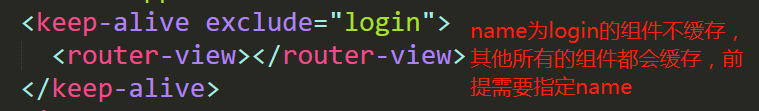 <keep-alive exclude="login">
<router-view></router-view>
</keep-alive>
name为login的组件不缓存，
其他所有的组件都会缓存，前
提需要指定name